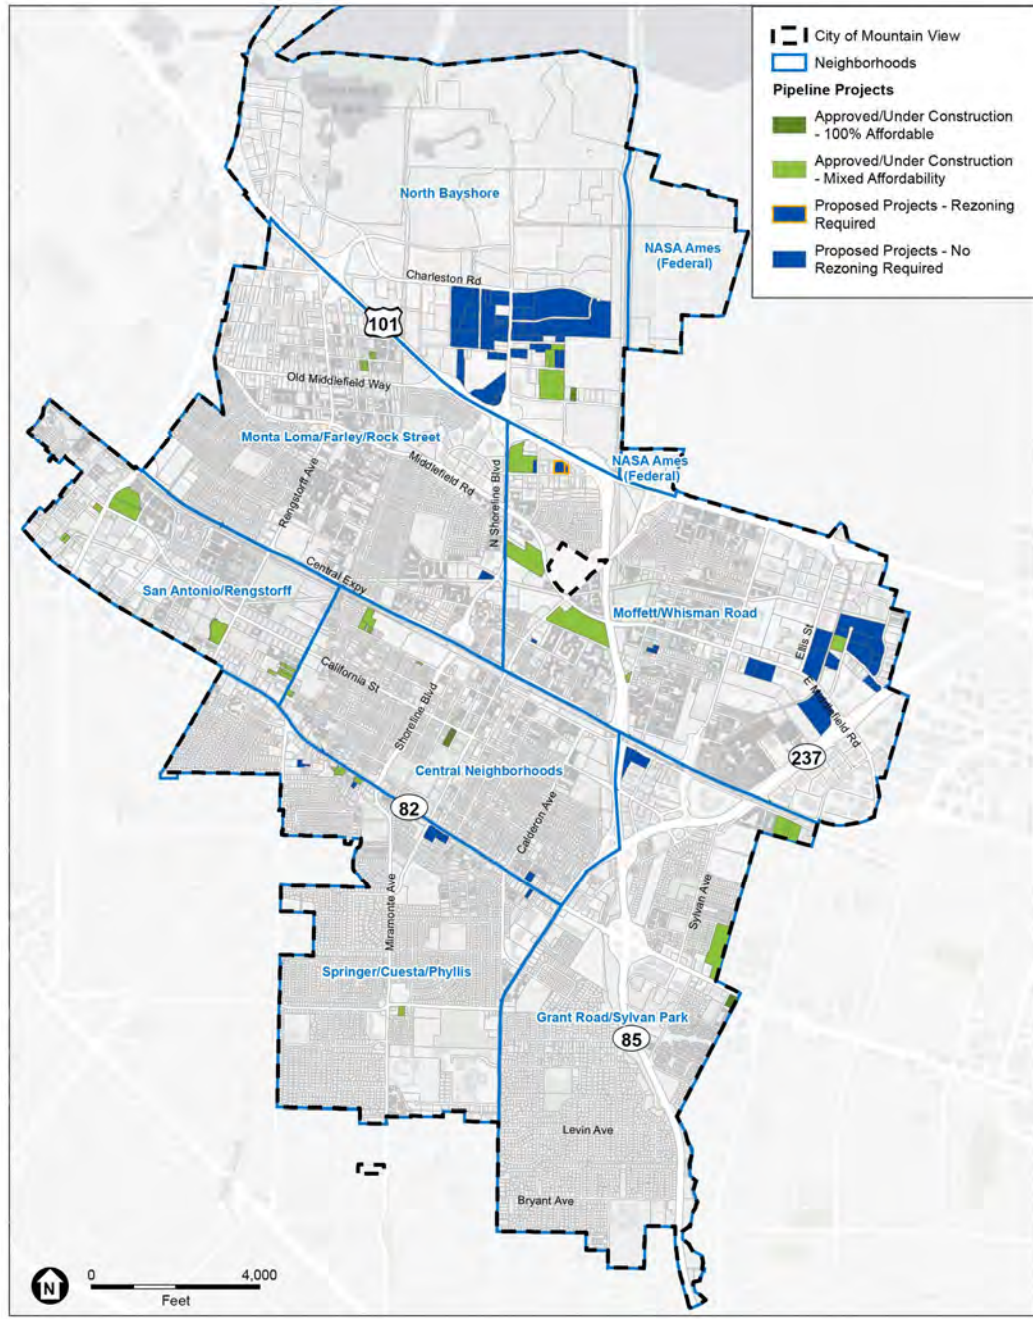 City of Mountain View
Neighborhoods
Pipeline Projects
Approved/Under Construction
- 100% Affordable
Approved/Under Construction
- Mixed Affordability
Proposed Projects - Rezoning
Required
Proposed Projects - No
Rezoning Required
North Bayshore
NASA Ames
(Federal)
Charleston Rd
101
Old Middlefield Way
Monta Loma/Farley/Rock Street
Middlefield Rd
NASA Ames
(Federal)
Rengstorff Ave
N Shoreline Blvd
Central Expy
San Antonio/Rengstorff
Moffett/Whisman Road
Ellis St
California St
E Middlefield Rd
Shoreline Blvd
237
Central Neighborhoods
82
Calderon Ave
Miramonte Ave
Sylvan Ave
Springer/Cuesta/Phyllis
Grant Road/Sylvan Park
85
Levin Ave
Bryant Ave
N
0 4,000
Feet